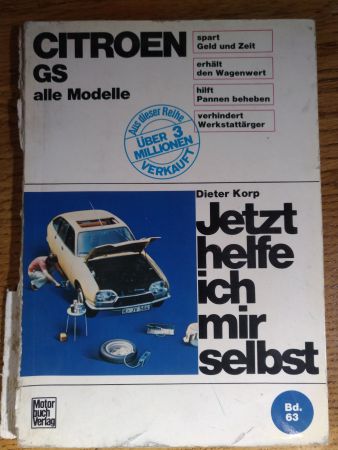 CITROEN
GS
alle Modelle
spart
Geld und Zeit
erhält
den Wagenwert
hilft
Pannen beheben
verhindert
Werkstattärger
Aus dieser Reihe
ÜBER 3
MILLIONEN
VERKAUFT
Dieter Korp
Jetzt
helfe
ich
mir
selbst
Motor
buch
Verlag
Bd.
63